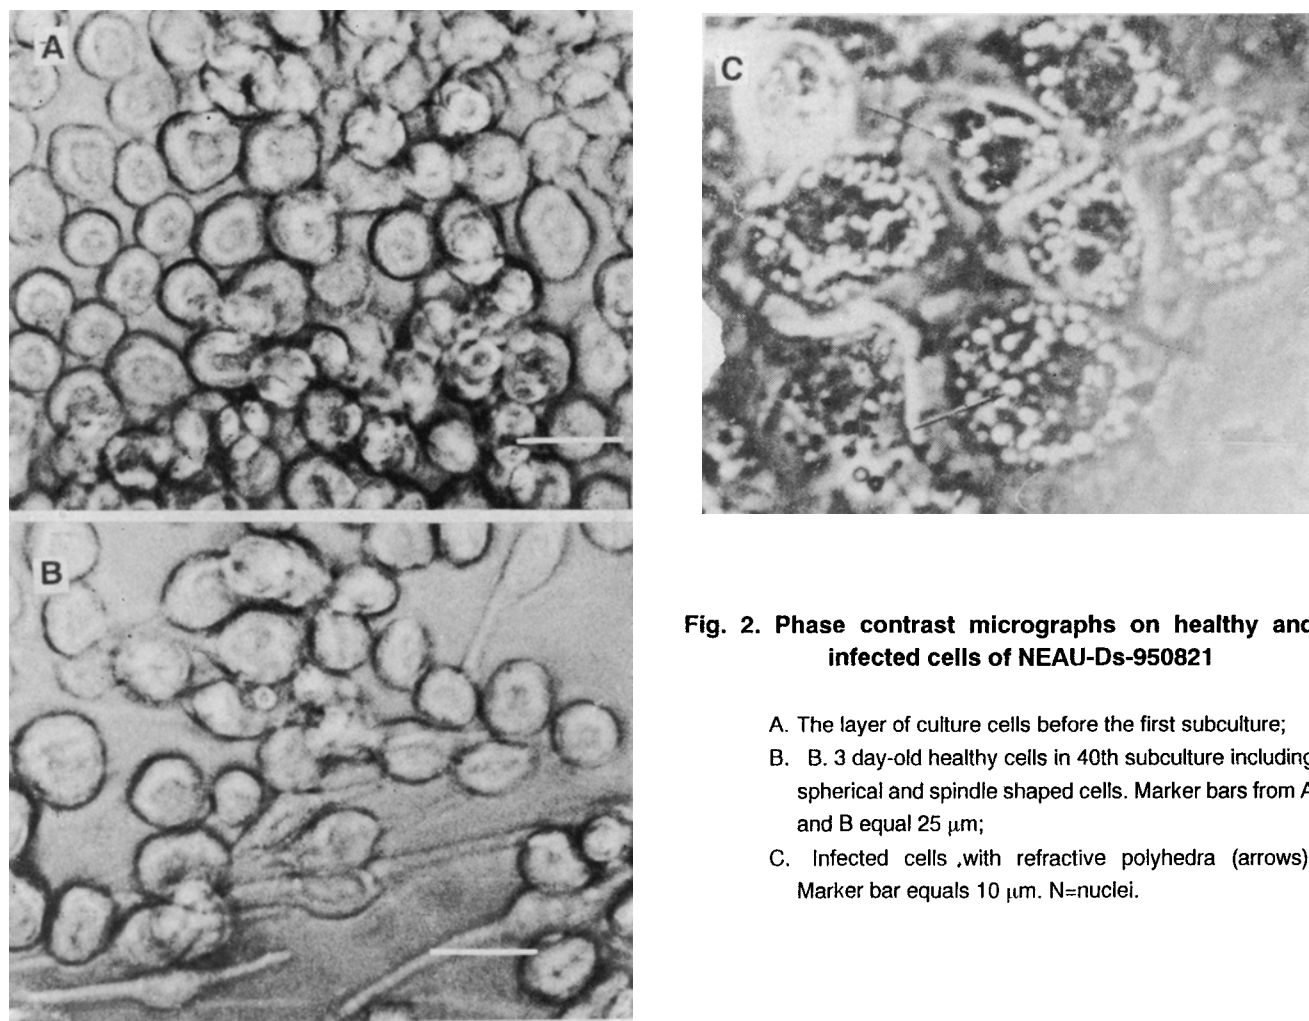 A
B
C
Fig. 2. Phase contrast micrographs on healthy and
infected cells of NEAU-Ds-950821
A. The layer of culture cells before the first subculture;
B. B. 3 day-old healthy cells in 40th subculture including
spherical and spindle shaped cells. Marker bars from A
and B equal 25 μm;
C. Infected cells ,with refractive polyhedra (arrows)
Marker bar equals 10 μm. N=nuclei.